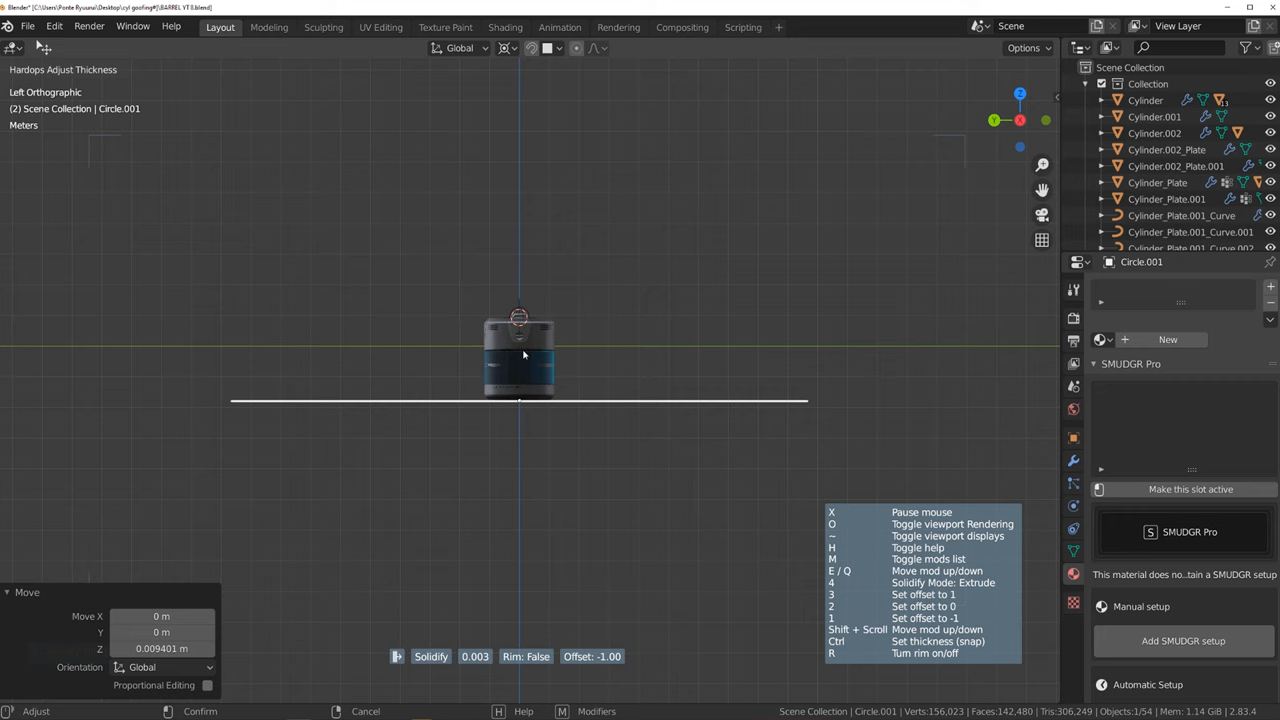 Blender* [C:\Users\Ponte Ryuurui\Desktop\cyl goofing#]\BARREL YT 8.blend]
File Edit Render Window Help
Layout Modeling Sculpting UV Editing Texture Paint Shading Animation Rendering Compositing Scripting +
Scene
View Layer
Global
Options
Hardops Adjust Thickness
Left Orthographic
(2) Scene Collection | Circle.001
Meters
Z
Y
X
Scene Collection
Collection
Cylinder 13
Cylinder.001
Cylinder.002
Cylinder.002_Plate
Cylinder.002_Plate.001
Cylinder_Plate
Cylinder_Plate.001
Cylinder_Plate.001_Curve
Cylinder_Plate.001_Curve.001
Cylinder_Plate.001_Curve.002
Circle.001
New
SMUDGR Pro
Make this slot active
S SMUDGR Pro
This material does no...tain a SMUDGR setup
Manual setup
Add SMUDGR setup
Automatic Setup
X Pause mouse
O Toggle viewport Rendering
~ Toggle viewport displays
H Toggle help
M Toggle mods list
E / Q Move mod up/down
4 Solidify Mode: Extrude
3 Set offset to 1
2 Set offset to 0
1 Set offset to -1
Shift + Scroll Move mod up/down
Ctrl Set thickness (snap)
R Turn rim on/off
Move
Move X 0 m
Y 0 m
Z 0.009401 m
Orientation Global
Proportional Editing
Solidify 0.003 Rim: False Offset: -1.00
Adjust Confirm Cancel H Help M Modifiers
Scene Collection | Circle.001 | Verts:156,023 | Faces:142,480 | Tris:306,249 | Objects:1/54 | Mem: 1.14 GiB | 2.83.4